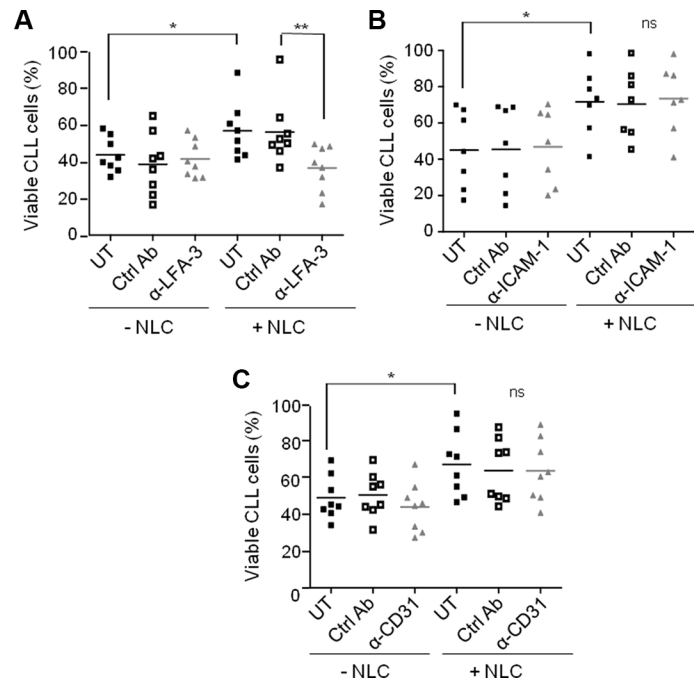 A
Viable CLL cells (%)
100
80
60
40
20
0
*
**
UT
Ctrl Ab
α-LFA-3
UT
Ctrl Ab
α-LFA-3
- NLC
+ NLC
B
Viable CLL cells (%)
100
80
60
40
20
0
*
ns
UT
Ctrl Ab
α-ICAM-1
UT
Ctrl Ab
α-ICAM-1
- NLC
+ NLC
C
Viable CLL cells (%)
100
80
60
40
20
0
*
ns
UT
Ctrl Ab
α-CD31
UT
Ctrl Ab
α-CD31
- NLC
+ NLC